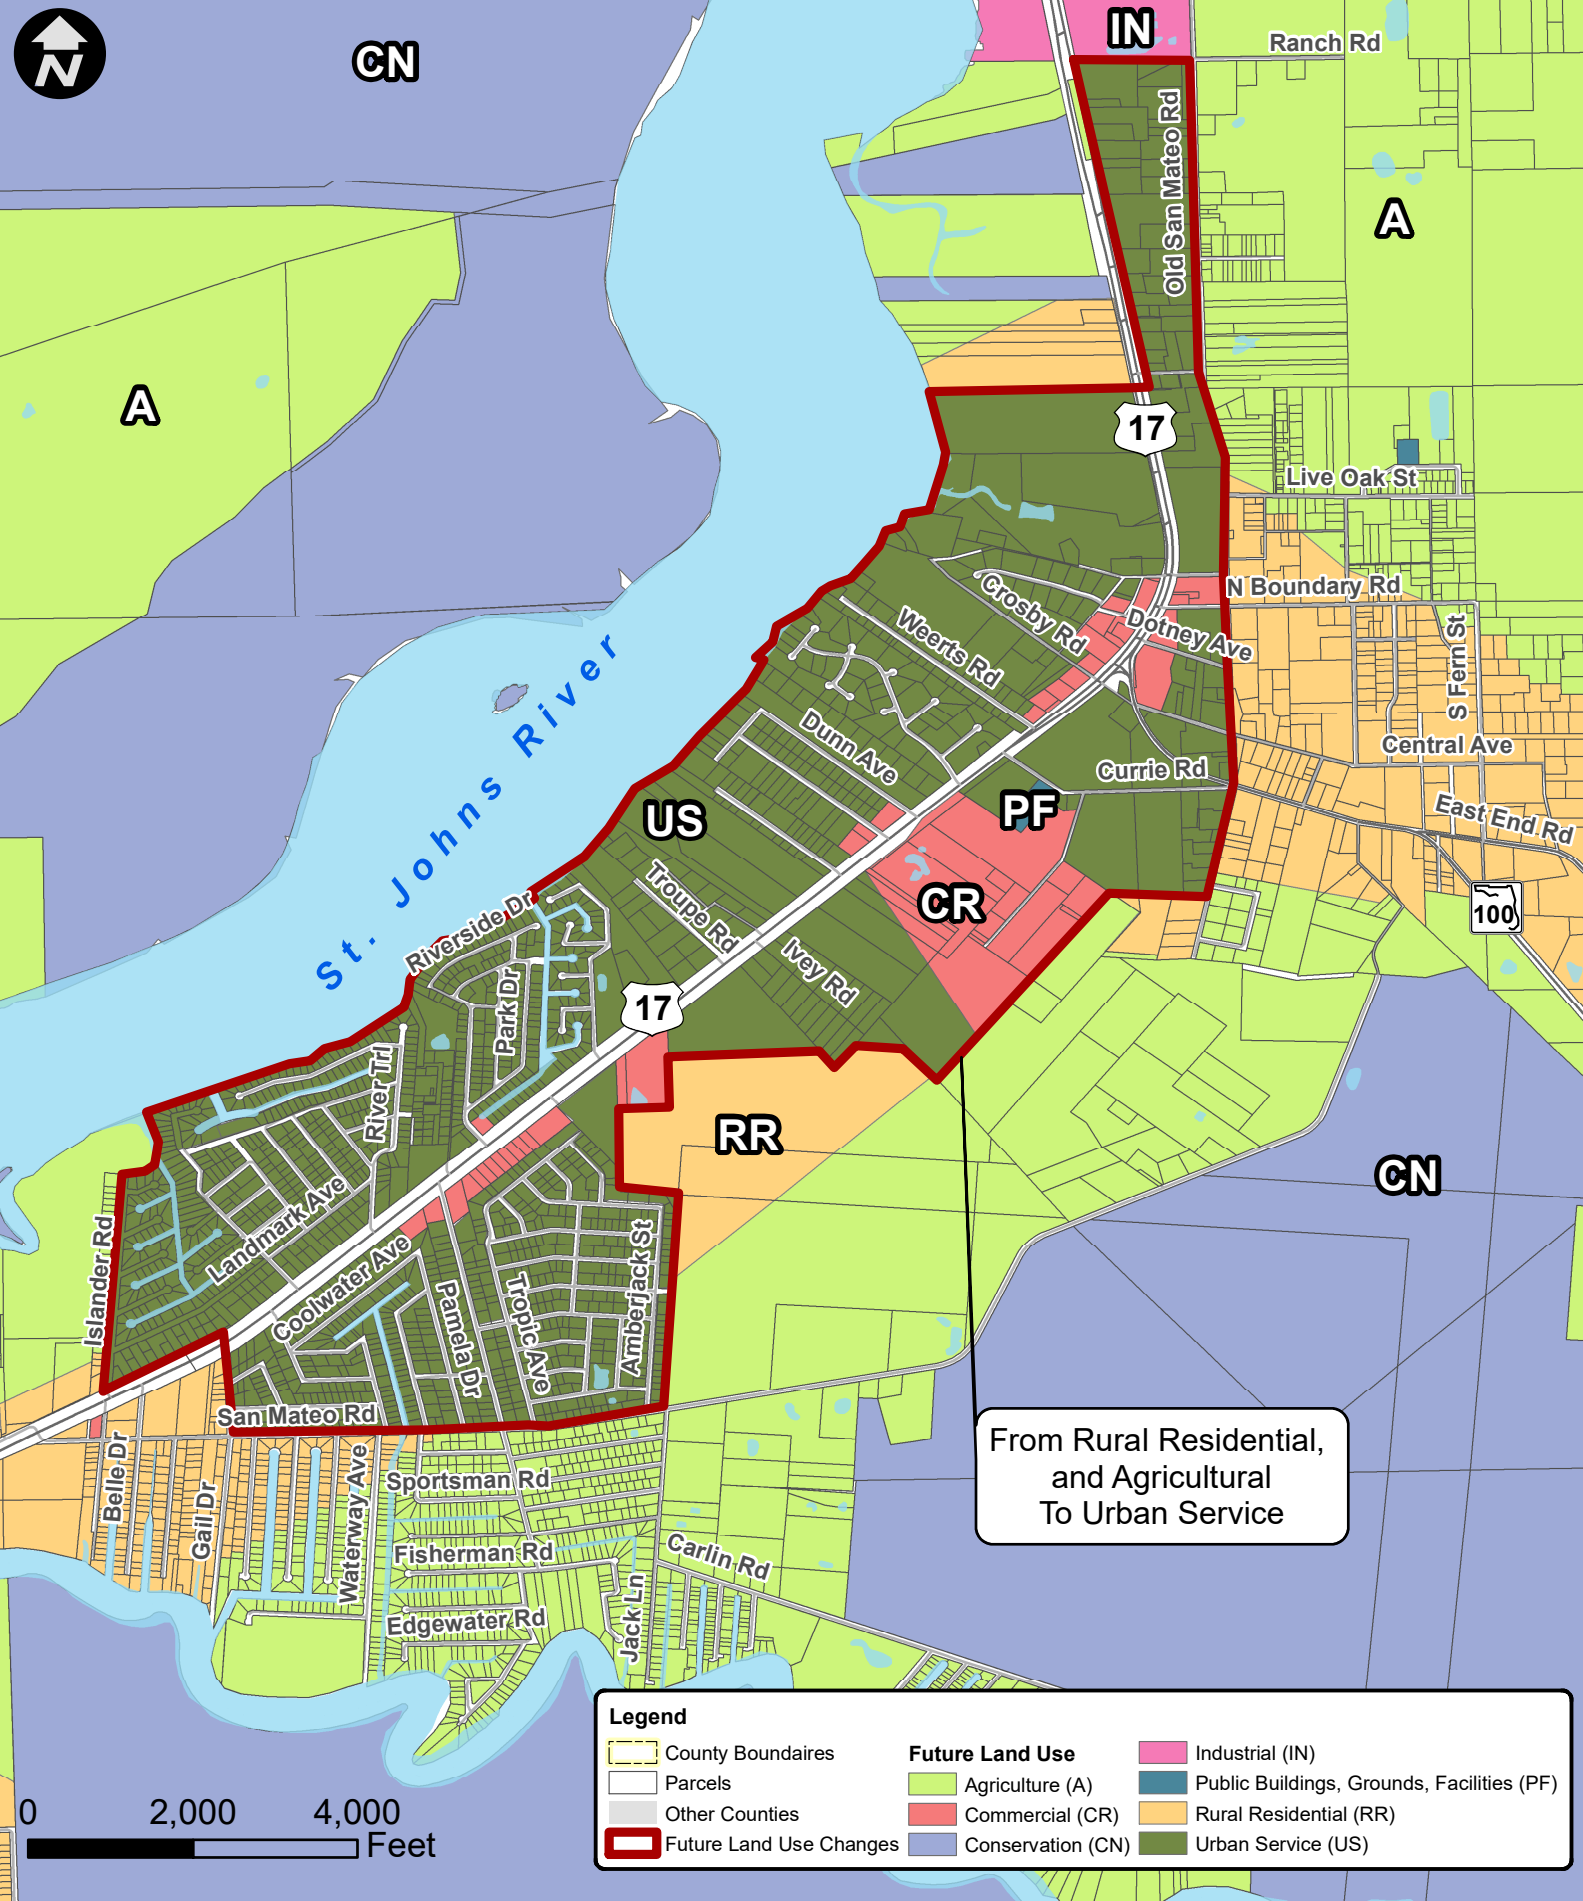 N
CN
IN
Ranch Rd
Old San Mateo Rd
A
A
17
Live Oak St
N Boundary Rd
Crosby Rd
Dotney Ave
Weerts Rd
S Fern St
St. Johns River
Dunn Ave
Central Ave
Currie Rd
US
PF
East End Rd
CR
100
Troupe Rd
Riverside Dr
Ivey Rd
Park Dr
17
River Trl
RR
CN
Landmark Ave
Islander Rd
Coolwater Ave
Pamela Dr
Tropic Ave
Amberjack St
San Mateo Rd
From Rural Residential,
and Agricultural
To Urban Service
Belle Dr
Gail Dr
Waterway Ave
Sportsman Rd
Fisherman Rd
Carlin Rd
Edgewater Rd
Jack Ln
Legend
County Boundaires
Parcels
Other Counties
Future Land Use Changes
Future Land Use
Agriculture (A)
Commercial (CR)
Conservation (CN)
Industrial (IN)
Public Buildings, Grounds, Facilities (PF)
Rural Residential (RR)
Urban Service (US)
0 2,000 4,000
Feet